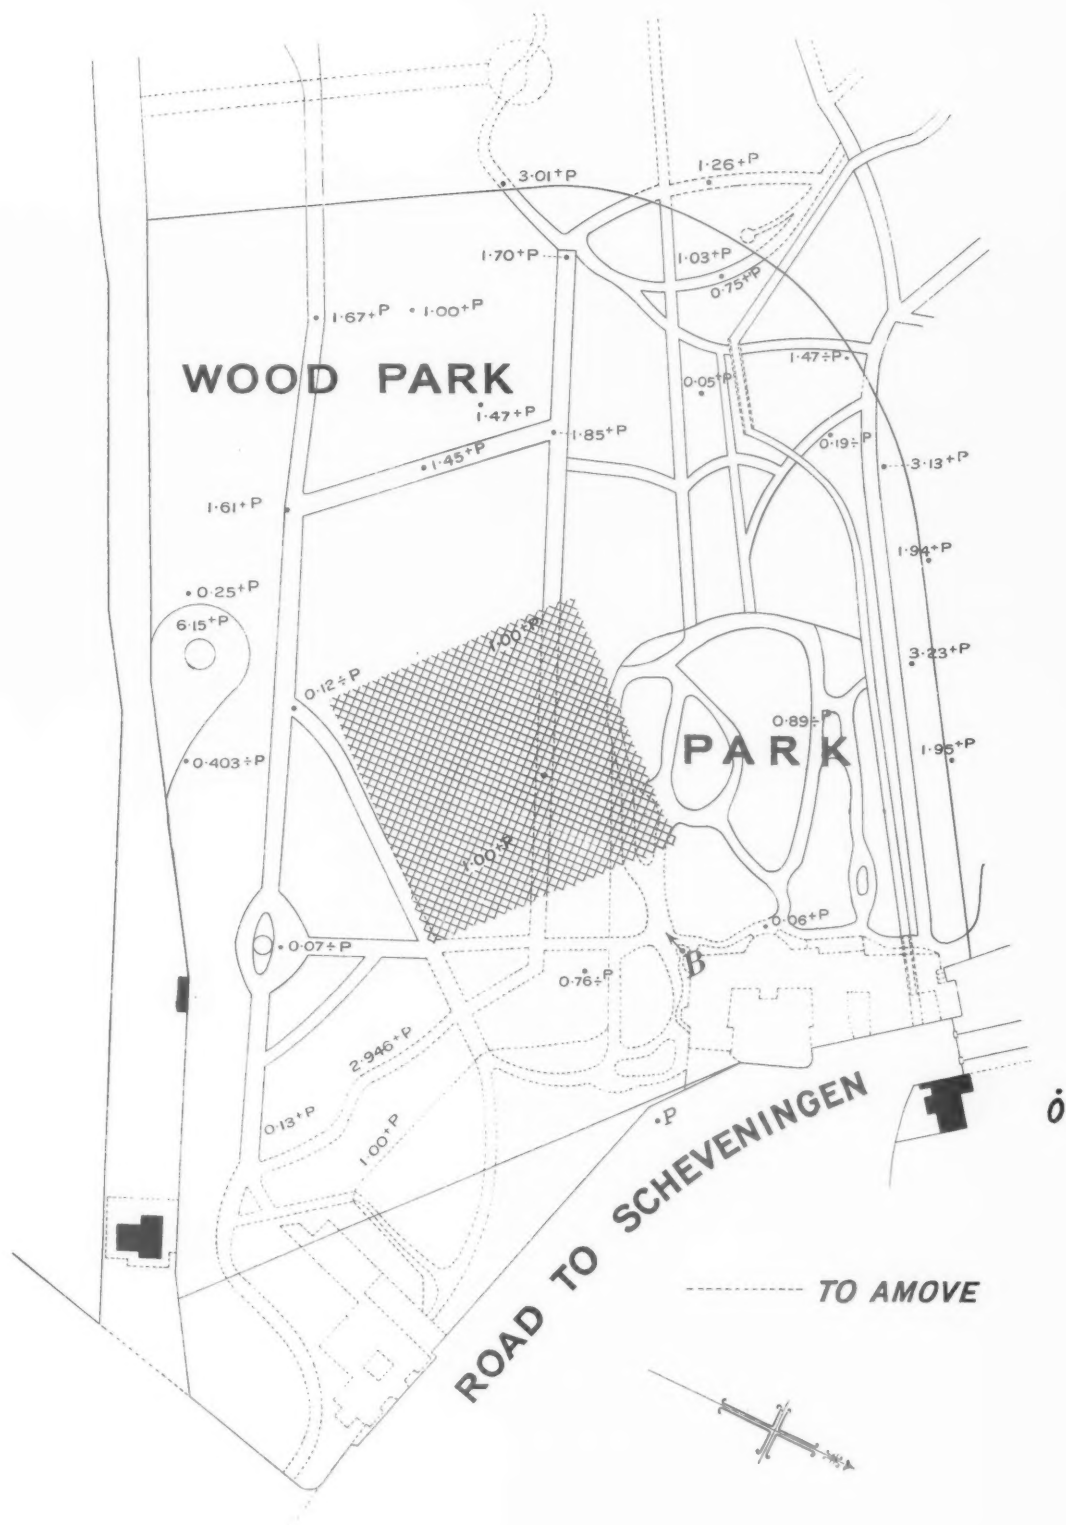 1·26+P
3·01+P
1·70+P
1·03+P
0·75+P
1·67+P
1·00+P
1·47÷P
WOOD PARK
0·05+P
1·47+P
1·85+P
0·19÷P
1·45+P
3·13+P
1·61+P
1·94+P
0·25+P
6·15+P
1·00+P
3·23+P
0·12÷P
0·89÷P
PARK
1·95+P
0·403÷P
1·00+P
0·06+P
0·07÷P
B
0·76÷P
2·946+P
0·13+P
1·00+P
P
O
ROAD TO SCHEVENINGEN
TO AMOVE